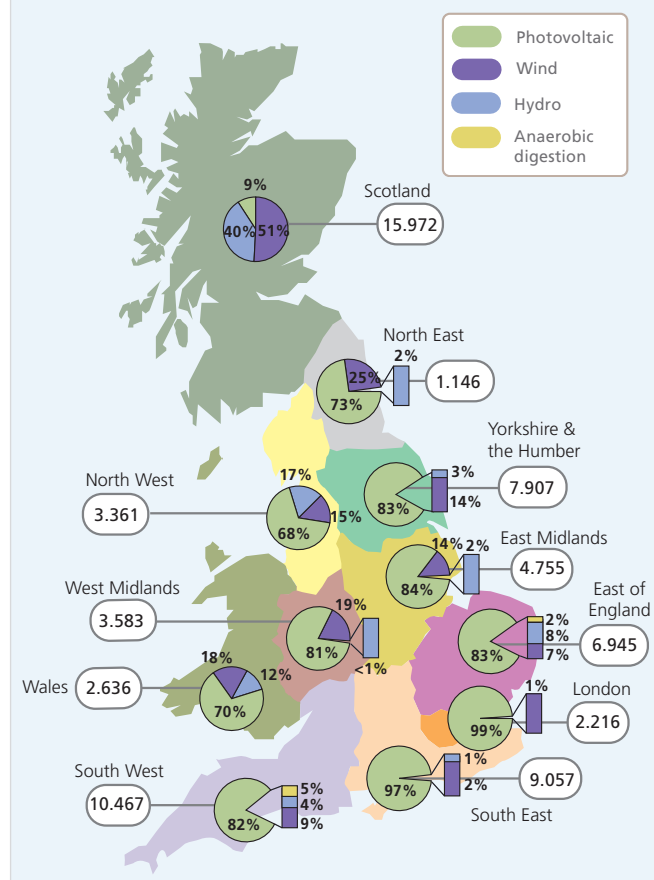 Photovoltaic
Wind
Hydro
Anaerobic
digestion
Scotland
9%
40%
51%
15.972
North East
2%
25%
73%
1.146
Yorkshire &
the Humber
3%
83%
14%
7.907
North West
17%
15%
68%
3.361
East Midlands
14%
2%
84%
4.755
West Midlands
19%
81%
<1%
3.583
East of
England
2%
8%
7%
83%
6.945
Wales
18%
12%
70%
2.636
London
1%
99%
2.216
South West
5%
4%
9%
82%
10.467
South East
1%
2%
97%
9.057